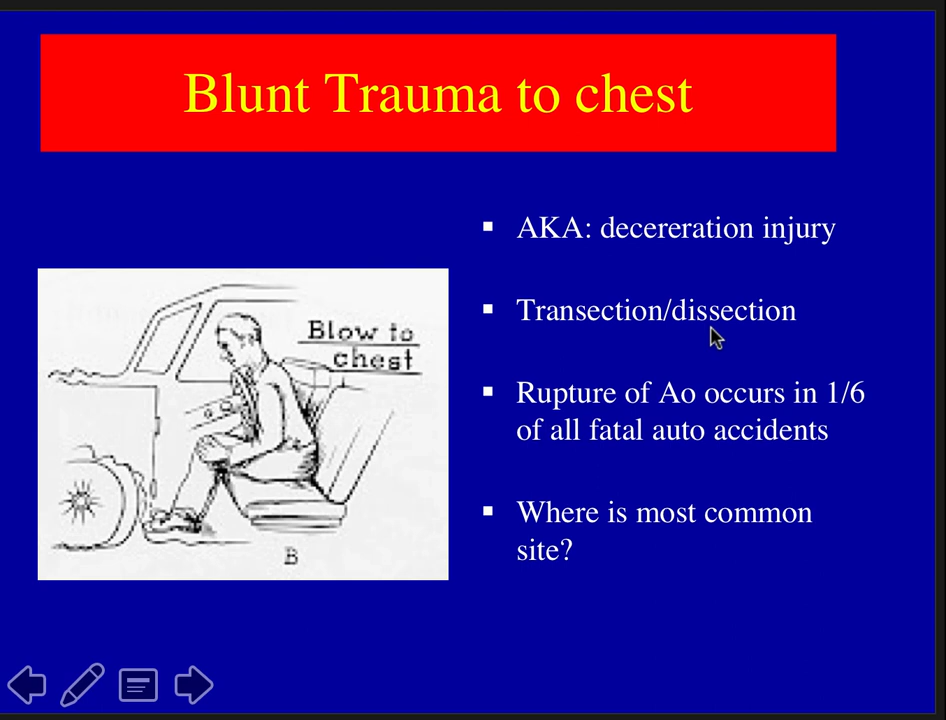 Blunt Trauma to chest
AKA: decereration injury
Transection/dissection
Rupture of Ao occurs in 1/6
of all fatal auto accidents
Where is most common
site?
Blow to
chest
B